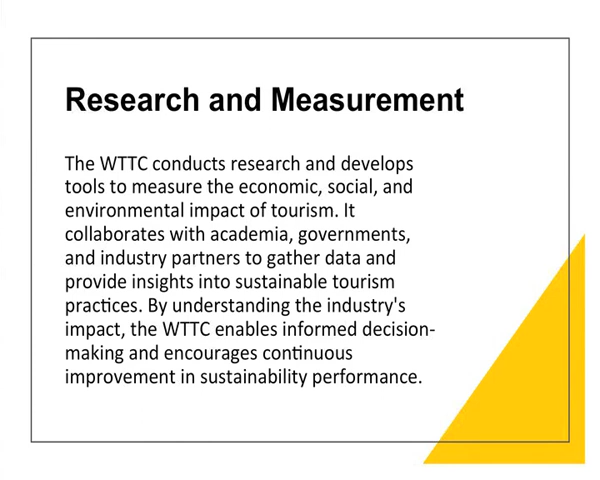 Research and Measurement
The WTTC conducts research and develops
tools to measure the economic, social, and
environmental impact of tourism. It
collaborates with academia, governments,
and industry partners to gather data and
provide insights into sustainable tourism
practices. By understanding the industry's
impact, the WTTC enables informed decision-
making and encourages continuous
improvement in sustainability performance.